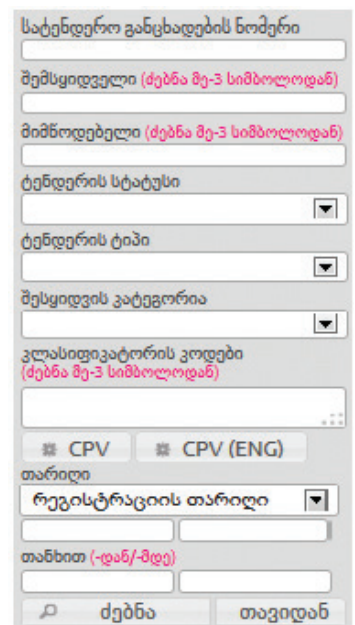 სატენდერო განცხადების ნომერი
შემსყიდველი (ძებნა მე-3 სიმბოლოდან)
მიმწოდებელი (ძებნა მე-3 სიმბოლოდან)
ტენდერის სტატუსი
ტენდერის ტიპი
შესყიდვის კატეგორია
კლასიფიკატორის კოდები
(ძებნა მე-3 სიმბოლოდან)
CPV CPV (ENG)
თარიღი
რეგისტრაციის თარიღი
თანხით (-დან/-მდე)
ძებნა თავიდან